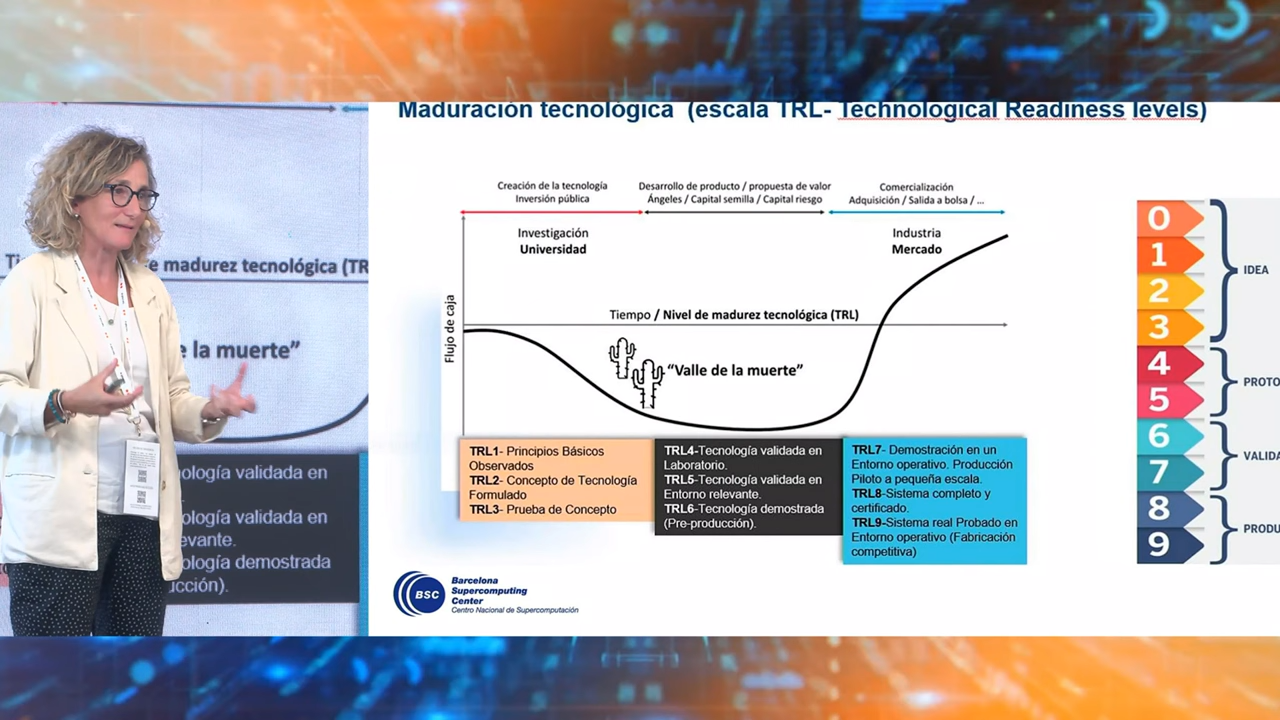 Maduración tecnológica (escala TRL- Technological Readiness levels)
Creación de la tecnología
Inversión pública
Desarrollo de producto / propuesta de valor
Ángeles / Capital semilla / Capital riesgo
Comercialización
Adquisición / Salida a bolsa / ...
Investigación
Universidad
Industria
Mercado
Flujo de caja
Tiempo / Nivel de madurez tecnológica (TRL)
“Valle de la muerte”
TRL1- Principios Básicos
Observados
TRL2- Concepto de Tecnología
Formulado
TRL3- Prueba de Concepto
TRL4-Tecnología validada en
Laboratorio.
TRL5-Tecnología validada en
Entorno relevante.
TRL6-Tecnología demostrada
(Pre-producción).
TRL7- Demostración en un
Entorno operativo. Producción
Piloto a pequeña escala.
TRL8-Sistema completo y
certificado.
TRL9-Sistema real Probado en
Entorno operativo (Fabricación
competitiva)
0
1
2
3
4
5
6
7
8
9
IDEA
PROTO
VALIDA
PRODU
BSC
Barcelona
Supercomputing
Center
Centro Nacional de Supercomputación
Ti
e madurez tecnológica (TR
e la muerte”
nología validada en
ología validada en
evante.
ología demostrada
ucción).